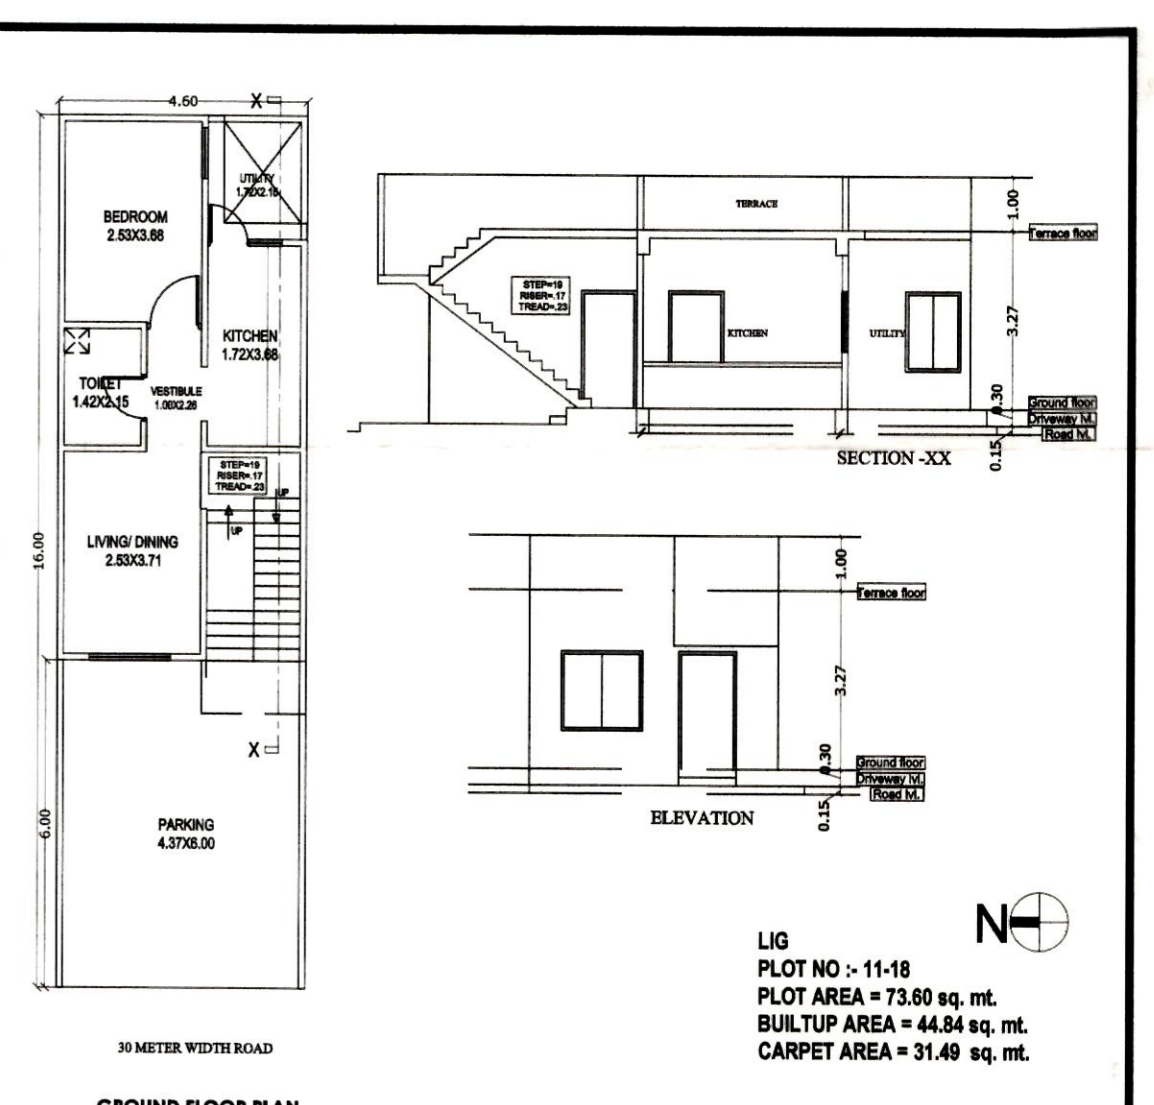 4.60
X
UTILITY
1.72X2.15
BEDROOM
2.53X3.68
KITCHEN
1.72X3.68
TOILET
1.42X2.15
VESTIBULE
1.00X2.26
STEP=19
RISER=.17
TREAD=.23
UP
UP
LIVING/ DINING
2.53X3.71
16.00
X
6.00
PARKING
4.37X6.00
30 METER WIDTH ROAD
GROUND FLOOR PLAN
TERRACE
STEP=19
RISER=.17
TREAD=.23
KITCHEN
UTILITY
1.00
Terrace floor
3.27
0.30
Ground floor
Driveway lvl.
Road lvl.
0.15
SECTION -XX
1.00
Terrace floor
3.27
0.30
Ground floor
Driveway lvl.
Road lvl.
0.15
ELEVATION
N
LIG
PLOT NO :- 11-18
PLOT AREA = 73.60 sq. mt.
BUILTUP AREA = 44.84 sq. mt.
CARPET AREA = 31.49 sq. mt.